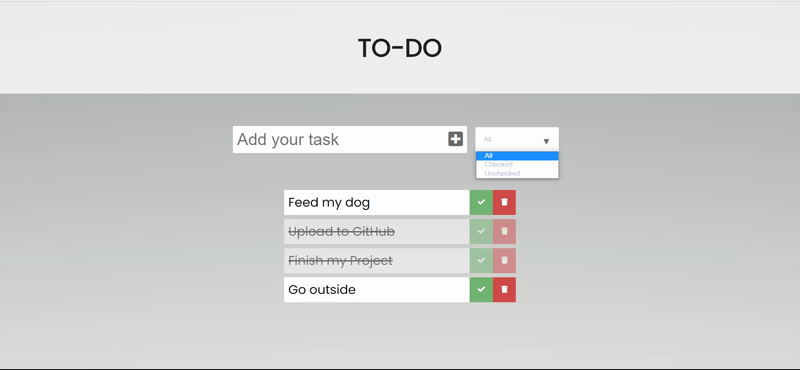 TO-DO
Add your task
All
All
Checked
Unchecked
Feed my dog
Upload to GitHub
Finish my Project
Go outside